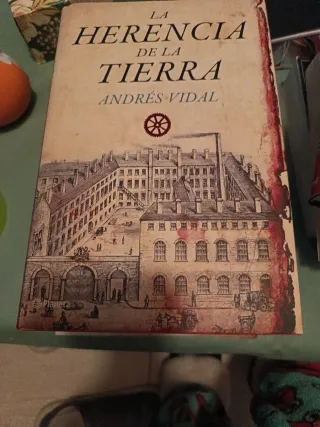 LA
HERENCIA
DE LA
TIERRA
ANDRÉS VIDAL